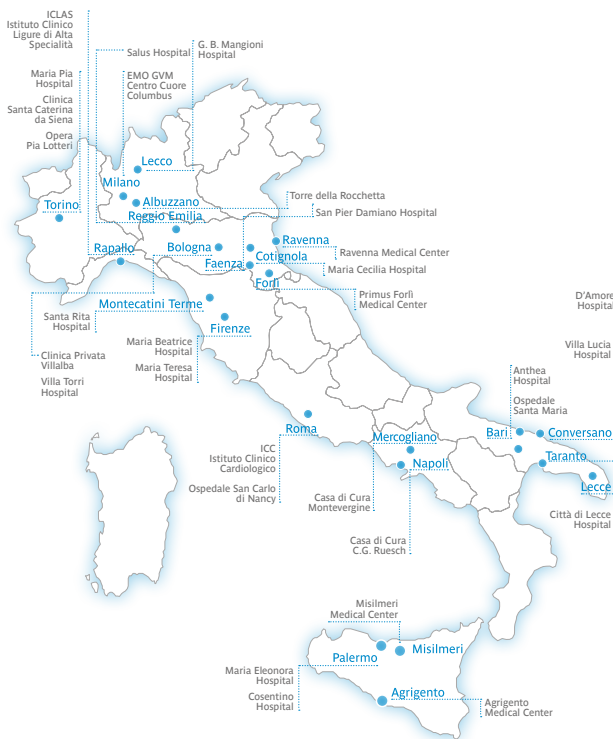 ICLAS
Istituto Clinico
Ligure di Alta
Specialità
Salus Hospital
G. B. Mangioni
Hospital
Maria Pia
Hospital
EMO GVM
Centro Cuore
Columbus
Clinica
Santa Caterina
da Siena
Opera
Pia Lotteri
Lecco
Milano
Albuzzano
Torino
Reggio Emilia
Torre della Rocchetta
San Pier Damiano Hospital
Rapallo
Bologna
Ravenna
Ravenna Medical Center
Faenza
Cotignola
Maria Cecilia Hospital
Forlì
Primus Forlì
Medical Center
Montecatini Terme
Santa Rita
Hospital
Firenze
Clinica Privata
Villalba
Villa Torri
Hospital
Maria Beatrice
Hospital
Maria Teresa
Hospital
D'Amore
Hospital
Villa Lucia
Hospital
Anthea
Hospital
Ospedale
Santa Maria
Roma
Mercogliano
Bari
Conversano
Napoli
Taranto
Lecce
ICC
Istituto Clinico
Cardiologico
Ospedale San Carlo
di Nancy
Casa di Cura
Montevergine
Città di Lecce
Hospital
Casa di Cura
C.G. Ruesch
Misilmeri
Medical Center
Palermo
Misilmeri
Maria Eleonora
Hospital
Cosentino
Hospital
Agrigento
Agrigento
Medical Center